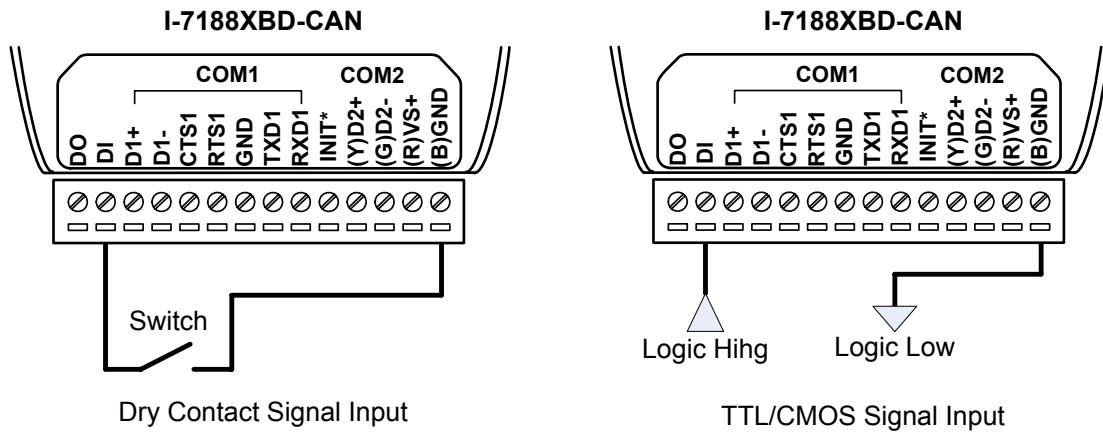 I-7188XBD-CAN
COM1 COM2
DO
DI
D1+
D1-
CTS1
RTS1
GND
TXD1
RXD1
INIT*
(Y)D2+
(G)D2-
(R)VS+
(B)GND
Switch
Dry Contact Signal Input
I-7188XBD-CAN
COM1 COM2
DO
DI
D1+
D1-
CTS1
RTS1
GND
TXD1
RXD1
INIT*
(Y)D2+
(G)D2-
(R)VS+
(B)GND
Logic Hihg Logic Low
TTL/CMOS Signal Input